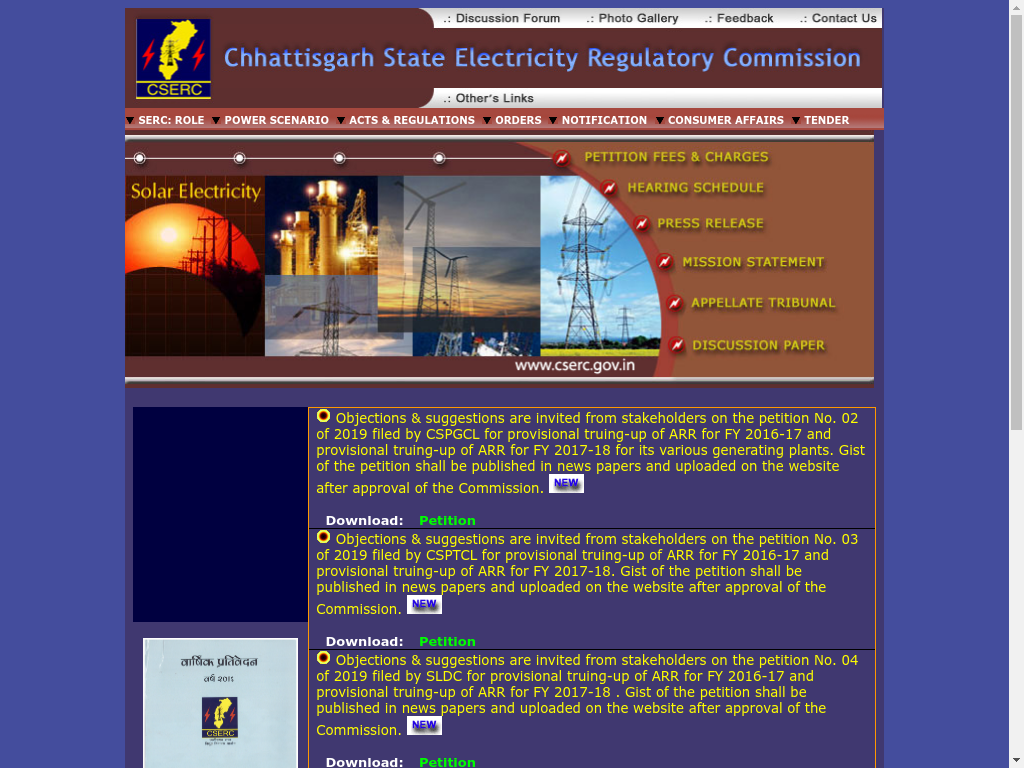 .: Discussion Forum .: Photo Gallery .: Feedback .: Contact Us
CSERC
Chhattisgarh State Electricity Regulatory Commission
.: Other's Links
SERC: ROLE POWER SCENARIO ACTS & REGULATIONS ORDERS NOTIFICATION CONSUMER AFFAIRS TENDER
PETITION FEES & CHARGES
Solar Electricity
HEARING SCHEDULE
PRESS RELEASE
MISSION STATEMENT
APPELLATE TRIBUNAL
DISCUSSION PAPER
www.cserc.gov.in
Objections & suggestions are invited from stakeholders on the petition No. 02
of 2019 filed by CSPGCL for provisional truing-up of ARR for FY 2016-17 and
provisional truing-up of ARR for FY 2017-18 for its various generating plants. Gist
of the petition shall be published in news papers and uploaded on the website
after approval of the Commission. NEW
Download: Petition
Objections & suggestions are invited from stakeholders on the petition No. 03
of 2019 filed by CSPTCL for provisional truing-up of ARR for FY 2016-17 and
provisional truing-up of ARR for FY 2017-18. Gist of the petition shall be
published in news papers and uploaded on the website after approval of the
Commission. NEW
Download: Petition
Objections & suggestions are invited from stakeholders on the petition No. 04
of 2019 filed by SLDC for provisional truing-up of ARR for FY 2016-17 and
provisional truing-up of ARR for FY 2017-18 . Gist of the petition shall be
published in news papers and uploaded on the website after approval of the
Commission. NEW
Download: Petition
वार्षिक प्रतिवेदन
वर्ष
CSERC